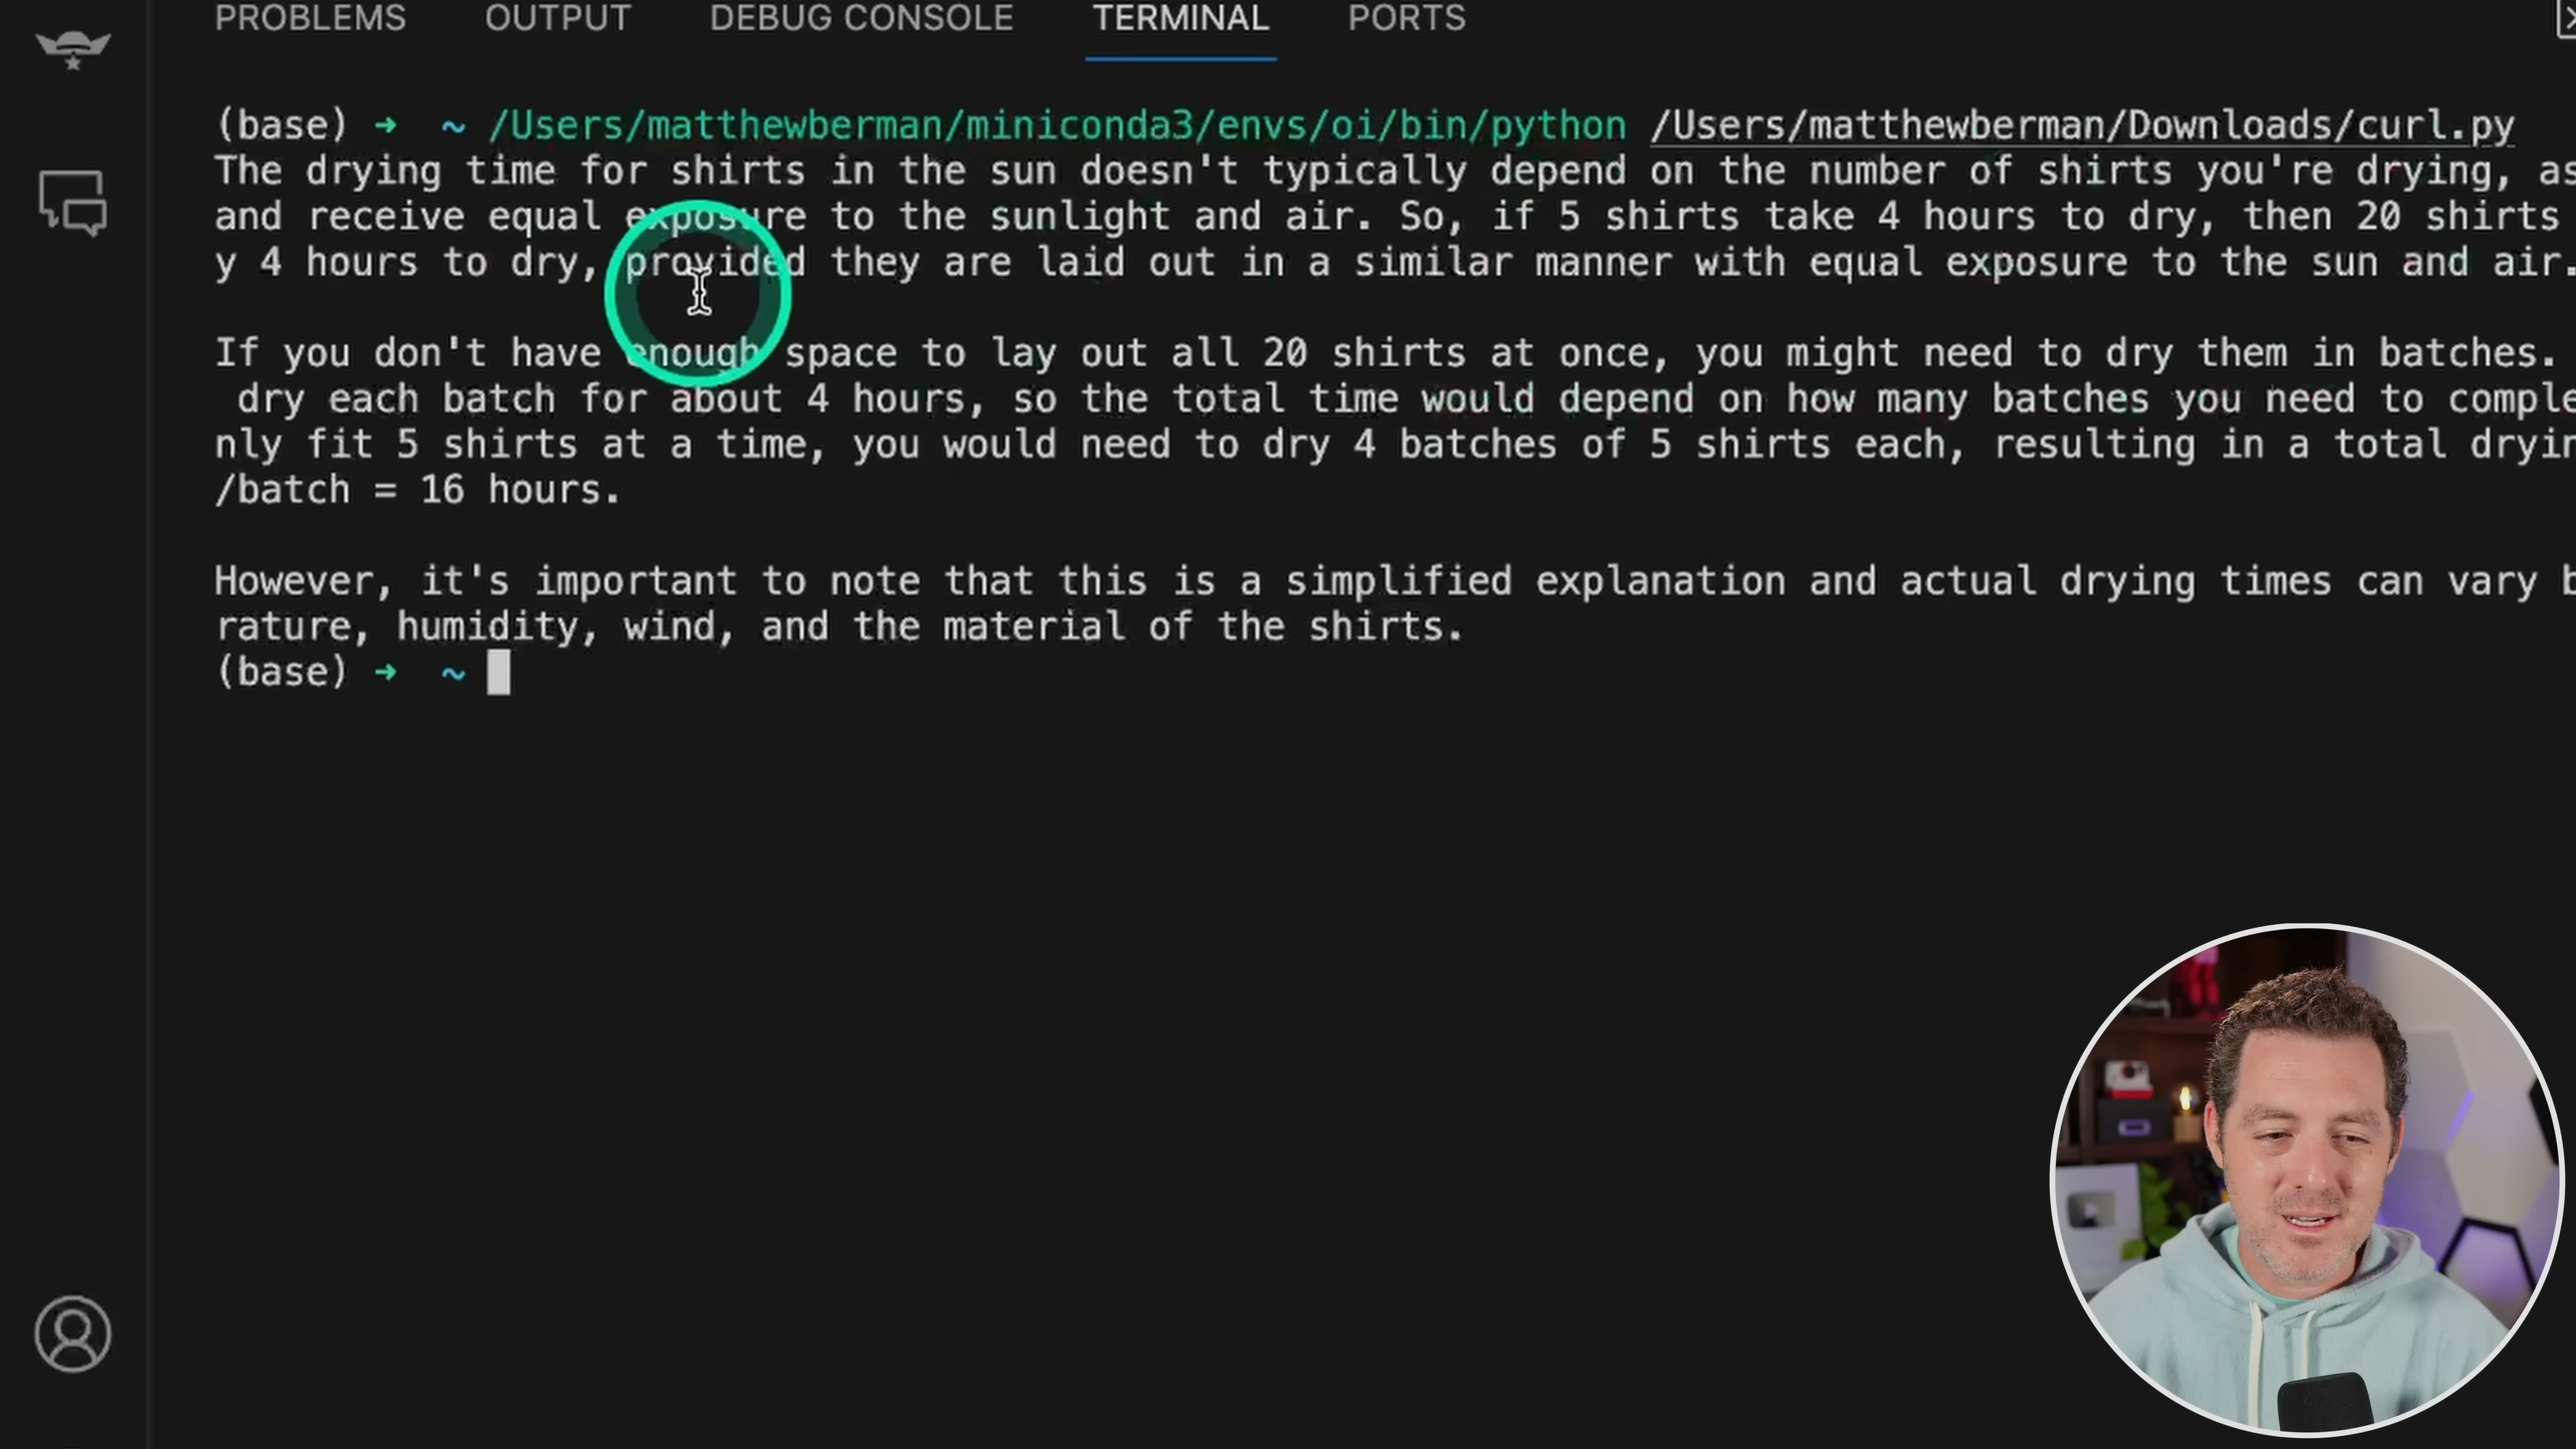 PROBLEMS OUTPUT DEBUG CONSOLE TERMINAL PORTS
(base) ➜ ~ /Users/matthewberman/miniconda3/envs/oi/bin/python /Users/matthewberman/Downloads/curl.py
The drying time for shirts in the sun doesn't typically depend on the number of shirts you're drying, as
and receive equal exposure to the sunlight and air. So, if 5 shirts take 4 hours to dry, then 20 shirts
y 4 hours to dry, provided they are laid out in a similar manner with equal exposure to the sun and air.
If you don't have enough space to lay out all 20 shirts at once, you might need to dry them in batches.
dry each batch for about 4 hours, so the total time would depend on how many batches you need to comple
nly fit 5 shirts at a time, you would need to dry 4 batches of 5 shirts each, resulting in a total dryin
/batch = 16 hours.
However, it's important to note that this is a simplified explanation and actual drying times can vary b
rature, humidity, wind, and the material of the shirts.
(base) ➜ ~